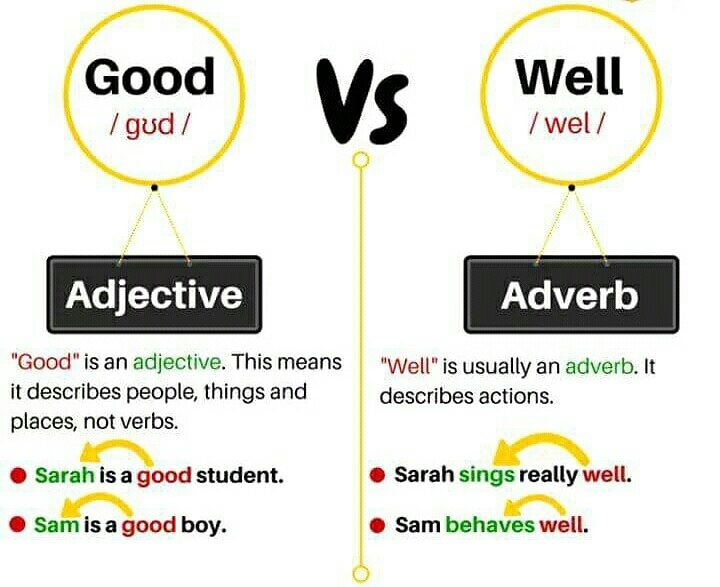 Good
/ gʊd /
Vs
Well
/ wel /
Adjective
Adverb
"Good" is an adjective. This means
it describes people, things and
places, not verbs.
Sarah is a good student.
Sam is a good boy.
"Well" is usually an adverb. It
describes actions.
Sarah sings really well.
Sam behaves well.